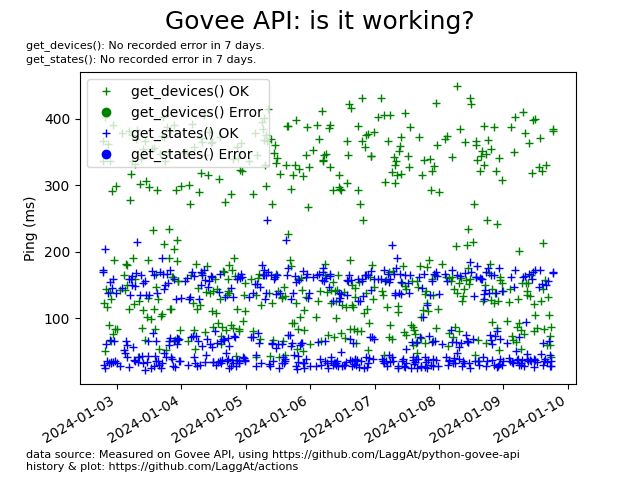 Govee API: is it working?
get_devices(): No recorded error in 7 days.
get_states(): No recorded error in 7 days.
get_devices() OK
get_devices() Error
get_states() OK
get_states() Error
Ping (ms)
400
300
200
100
2024-01-03
2024-01-04
2024-01-05
2024-01-06
2024-01-07
2024-01-08
2024-01-09
2024-01-10
data source: Measured on Govee API, using https://github.com/LaggAt/python-govee-api
history & plot: https://github.com/LaggAt/actions